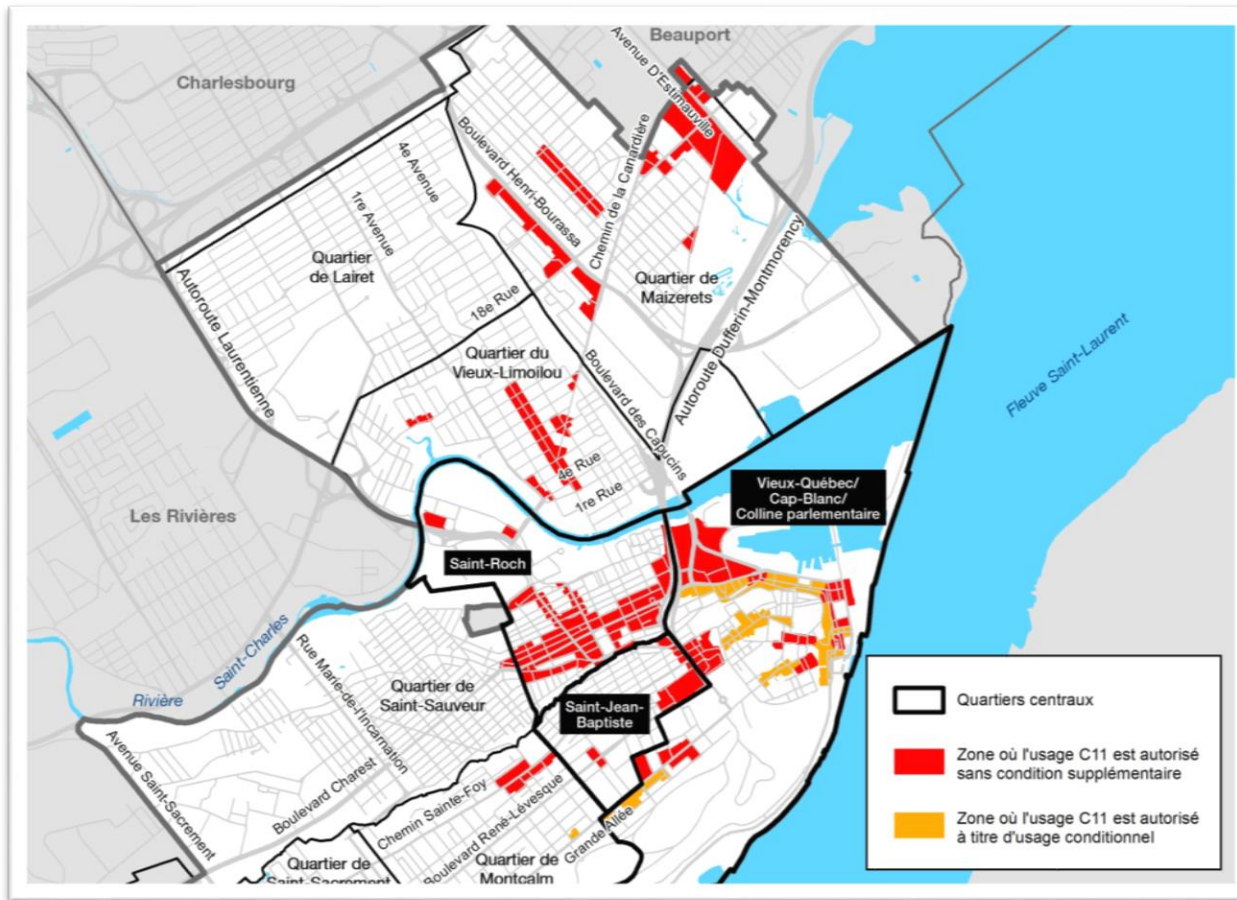 Beauport
Avenue D'Estimauville
Charlesbourg
Boulevard Henri-Bourassa
Chemin de la Canardière
4e Avenue
1re Avenue
Quartier
de Lairet
18e Rue
Quartier de
Maizerets
Autoroute Dufferin-Montmorency
Autoroute Laurentienne
Quartier du
Vieux-Limoilou
Boulevard des Capucins
Fleuve Saint-Laurent
4e Rue
1re Rue
Vieux-Québec/
Cap-Blanc/
Colline parlementaire
Les Rivières
Saint-Roch
Rivière Saint-Charles
Rue Marie-de-l'Incarnation
Quartier de
Saint-Sauveur
Saint-Jean-
Baptiste
Avenue Saint-Sacrement
Boulevard Charest
Chemin Sainte-Foy
Boulevard René-Lévesque
Grande Allée
Quartier de
Saint-Sacrement
Quartier de
Montcalm
Quartiers centraux
Zone où l'usage C11 est autorisé
sans condition supplémentaire
Zone où l'usage C11 est autorisé
à titre d'usage conditionnel